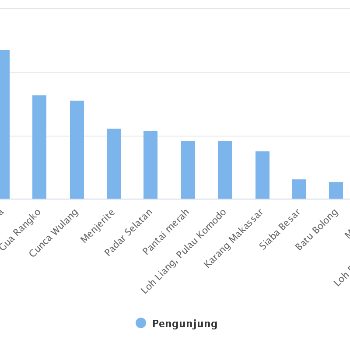 Gua Rangko
Cunca Wulang
Menjerite
Padar Selatan
Pantai merah
Loh Liang, Pulau Komodo
Karang Makassar
Siaba Besar
Batu Bolong
Loh
Pengunjung